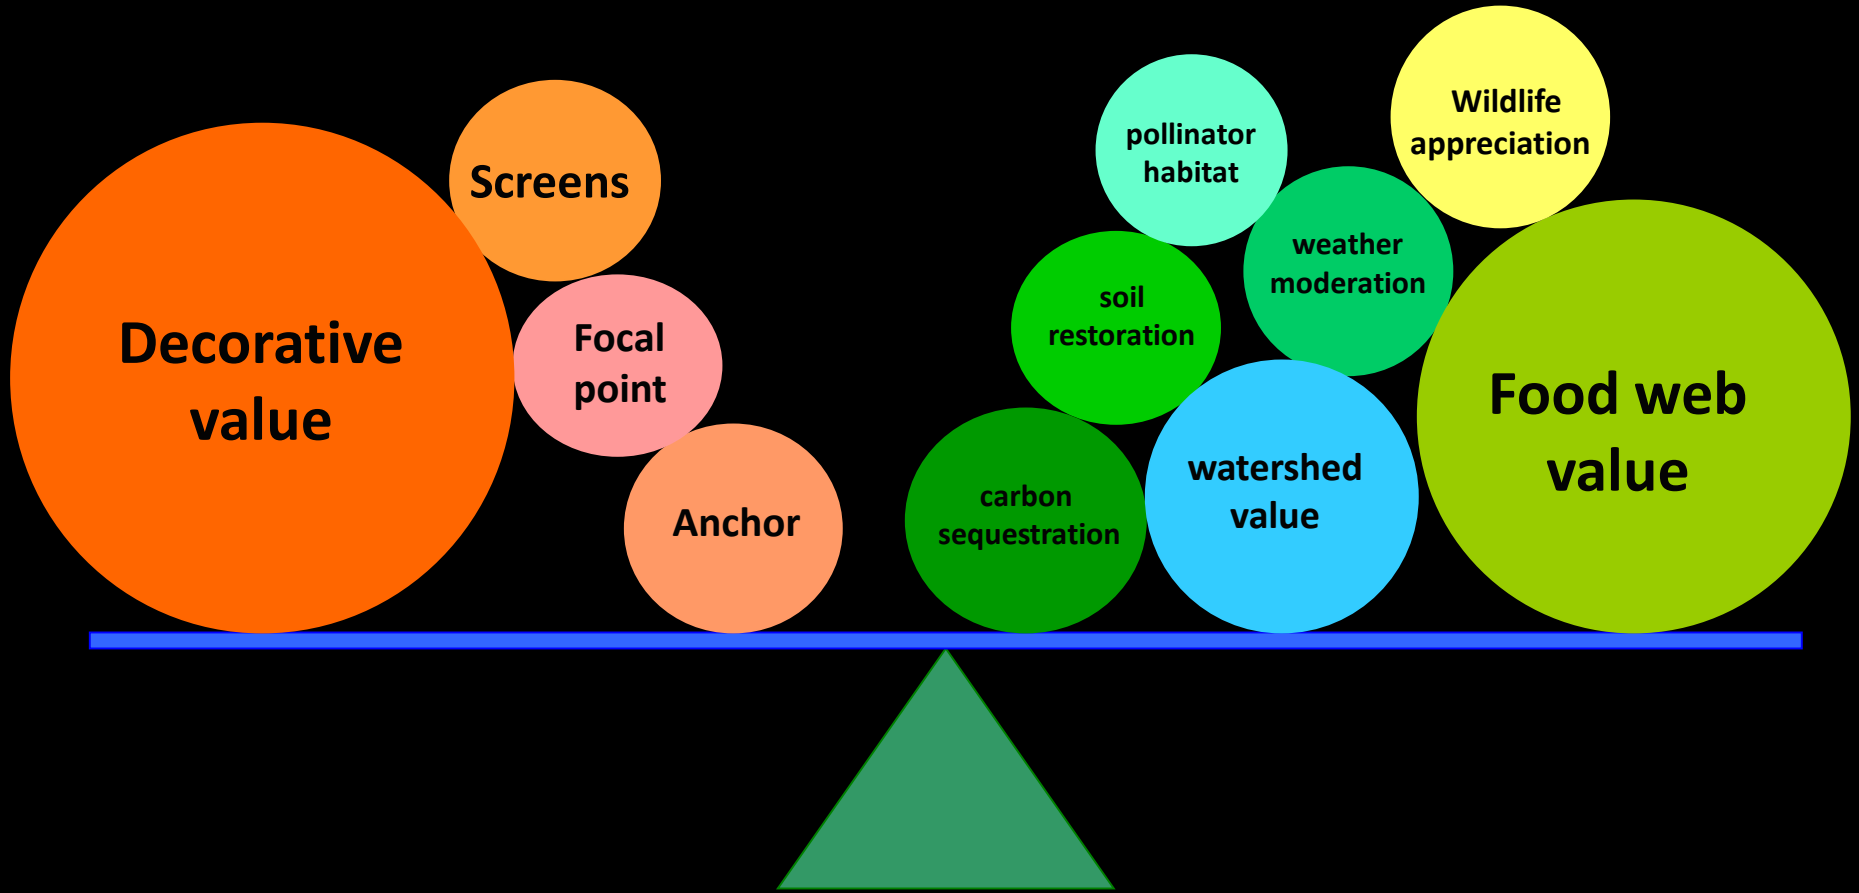 Decorative
value
Screens
Focal
point
Anchor
pollinator
habitat
Wildlife
appreciation
weather
moderation
soil
restoration
carbon
sequestration
watershed
value
Food web
value